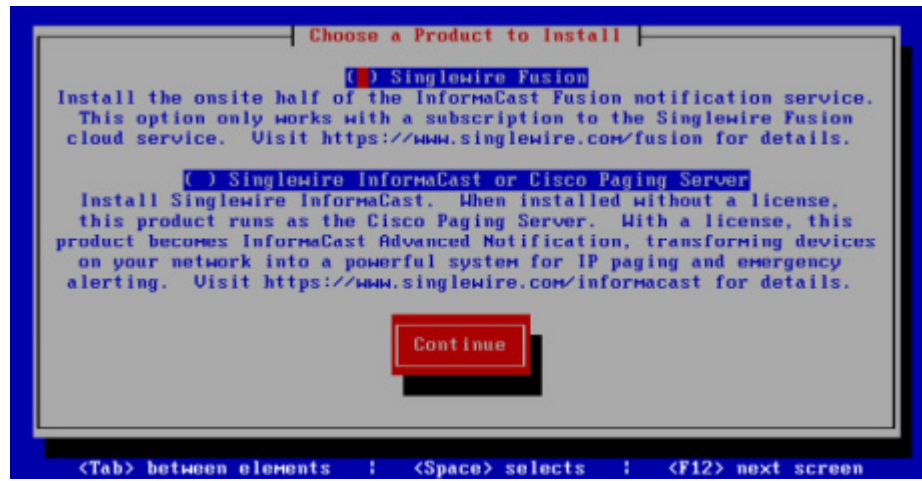 Choose a Product to Install
( ) Singlewire Fusion
Install the onsite half of the InformaCast Fusion notification service.
This option only works with a subscription to the Singlewire Fusion
cloud service. Visit https://www.singlewire.com/fusion for details.
( ) Singlewire InformaCast or Cisco Paging Server
Install Singlewire InformaCast. When installed without a license,
this product runs as the Cisco Paging Server. With a license, this
product becomes InformaCast Advanced Notification, transforming devices
on your network into a powerful system for IP paging and emergency
alerting. Visit https://www.singlewire.com/informacast for details.
Continue
<Tab> between elements | <Space> selects | <F12> next screen